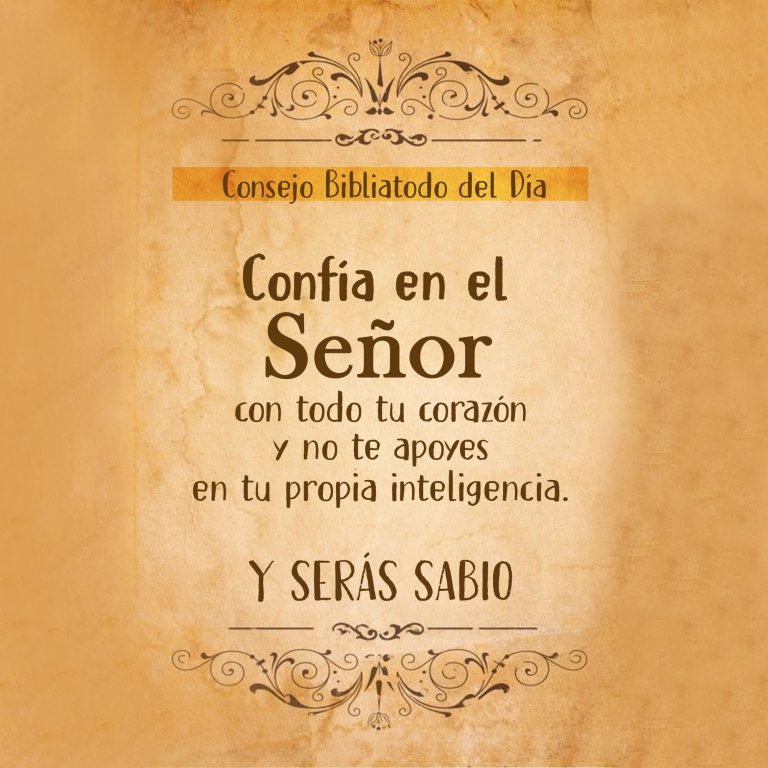 Consejo Bibliatodo del Día
Confía en el
Señor
con todo tu corazón
y no te apoyes
en tu propia inteligencia.
Y SERÁS SABIO